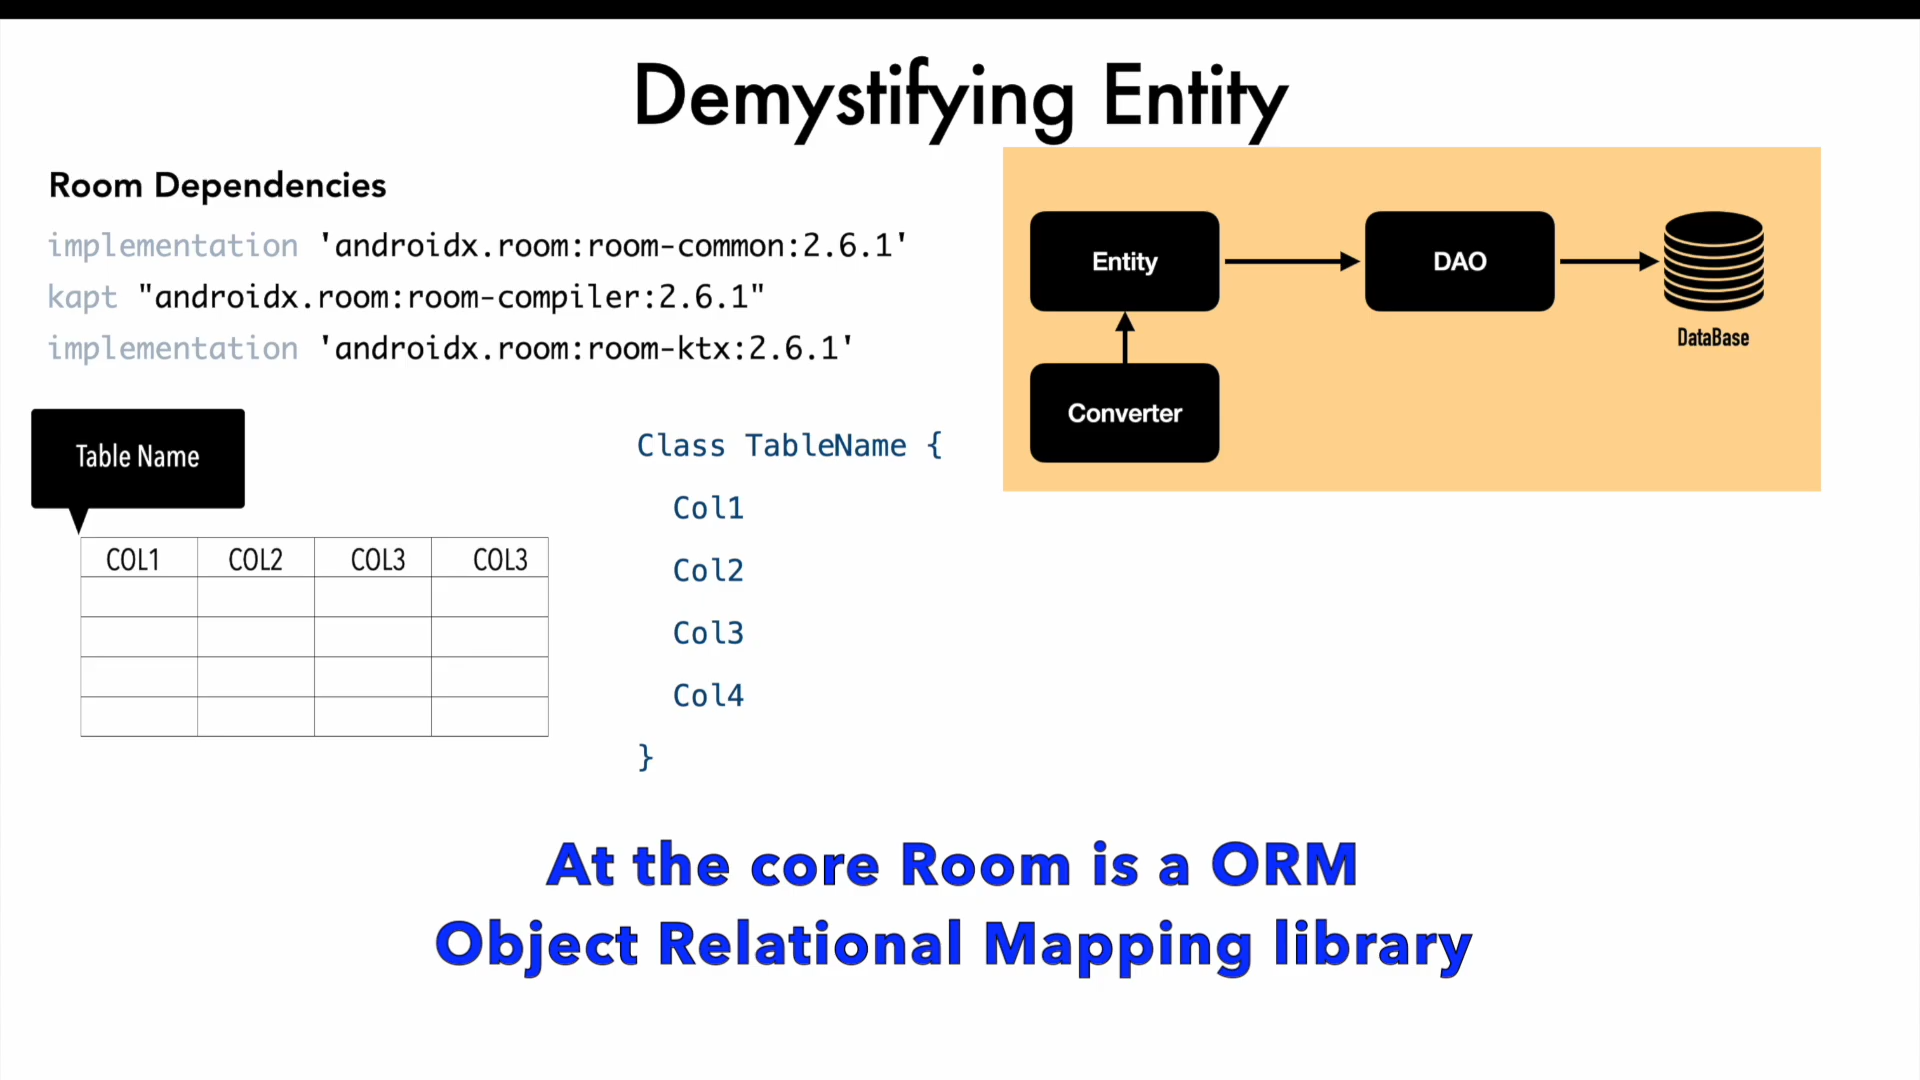 Demystifying Entity
Room Dependencies
implementation 'androidx.room:room-common:2.6.1'
kapt "androidx.room:room-compiler:2.6.1"
implementation 'androidx.room:room-ktx:2.6.1'
Entity
DAO
DataBase
Converter
Table Name
COL1 COL2 COL3 COL3
Class TableName {
Col1
Col2
Col3
Col4
}
At the core Room is a ORM
Object Relational Mapping library